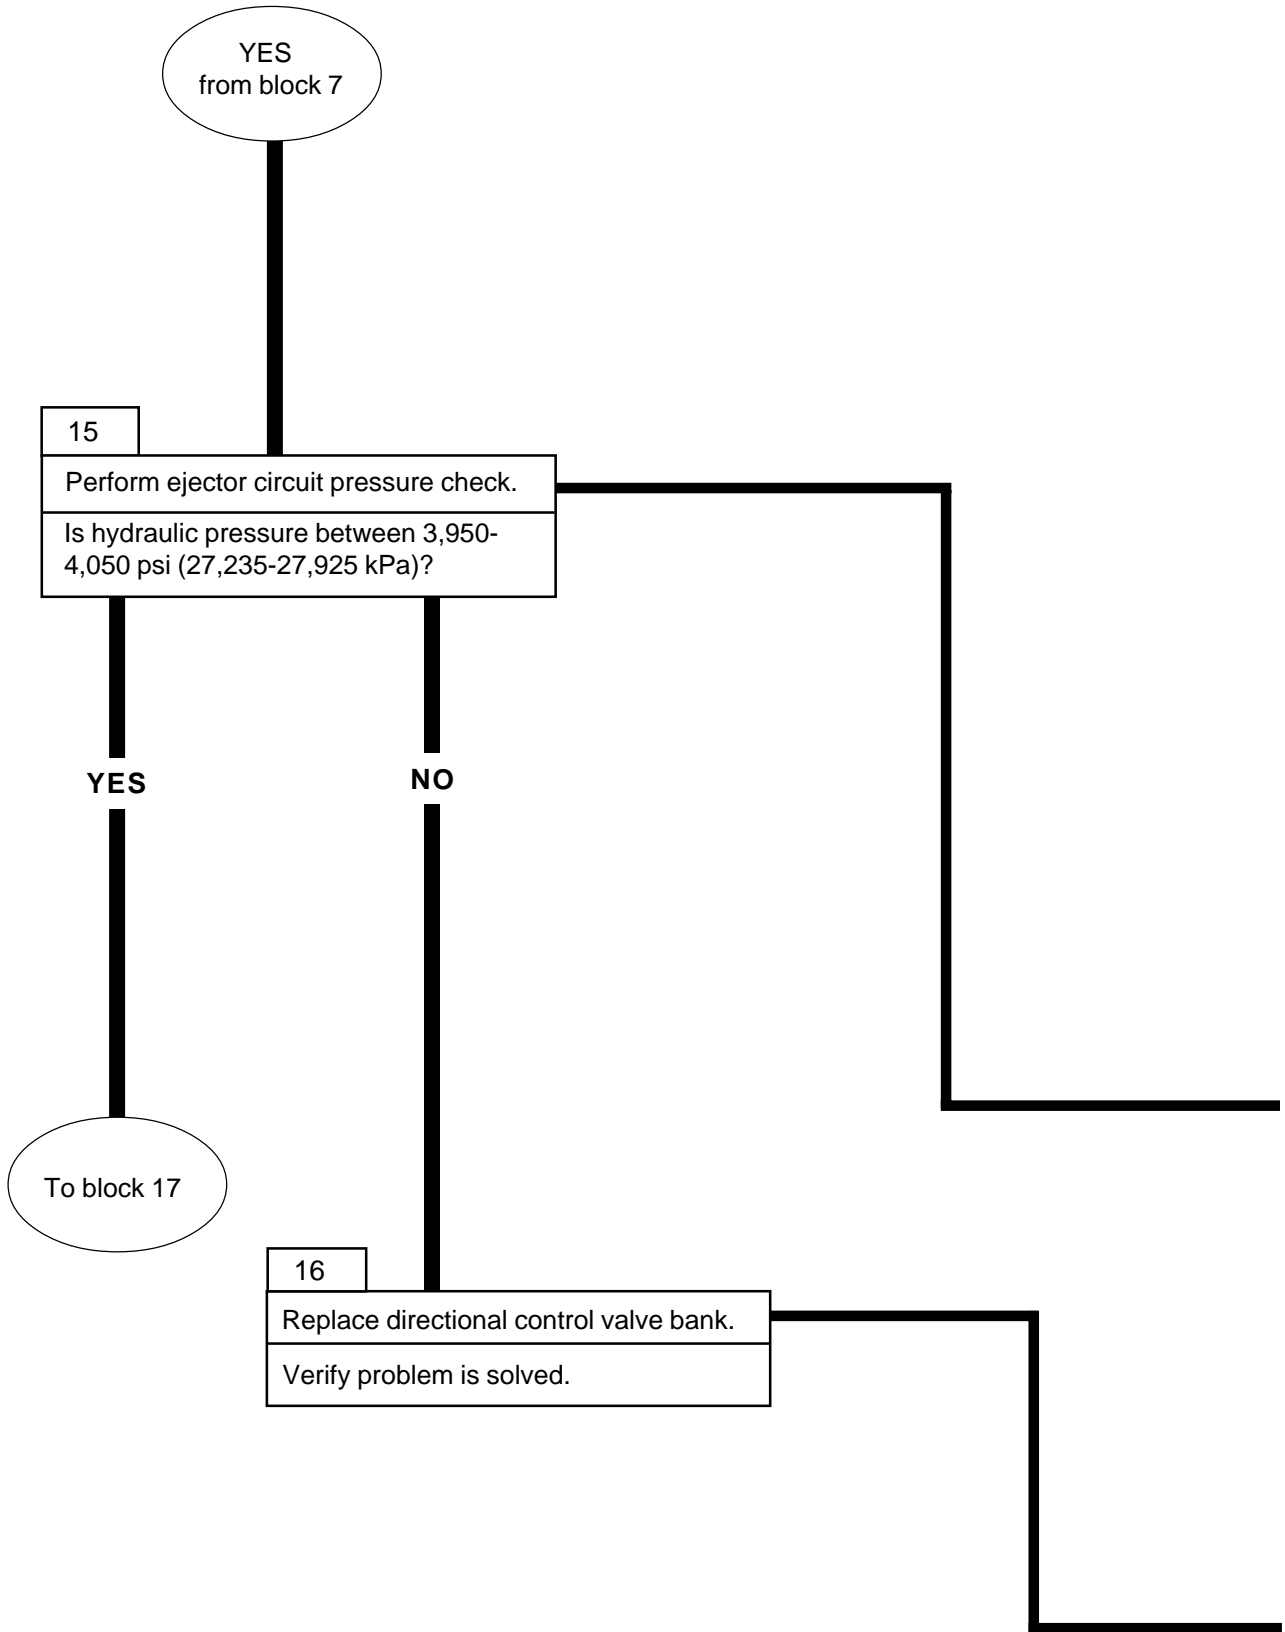 YES
from block 7
15
Perform ejector circuit pressure check.
Is hydraulic pressure between 3,950-
4,050 psi (27,235-27,925 kPa)?
YES
NO
To block 17
16
Replace directional control valve bank.
Verify problem is solved.